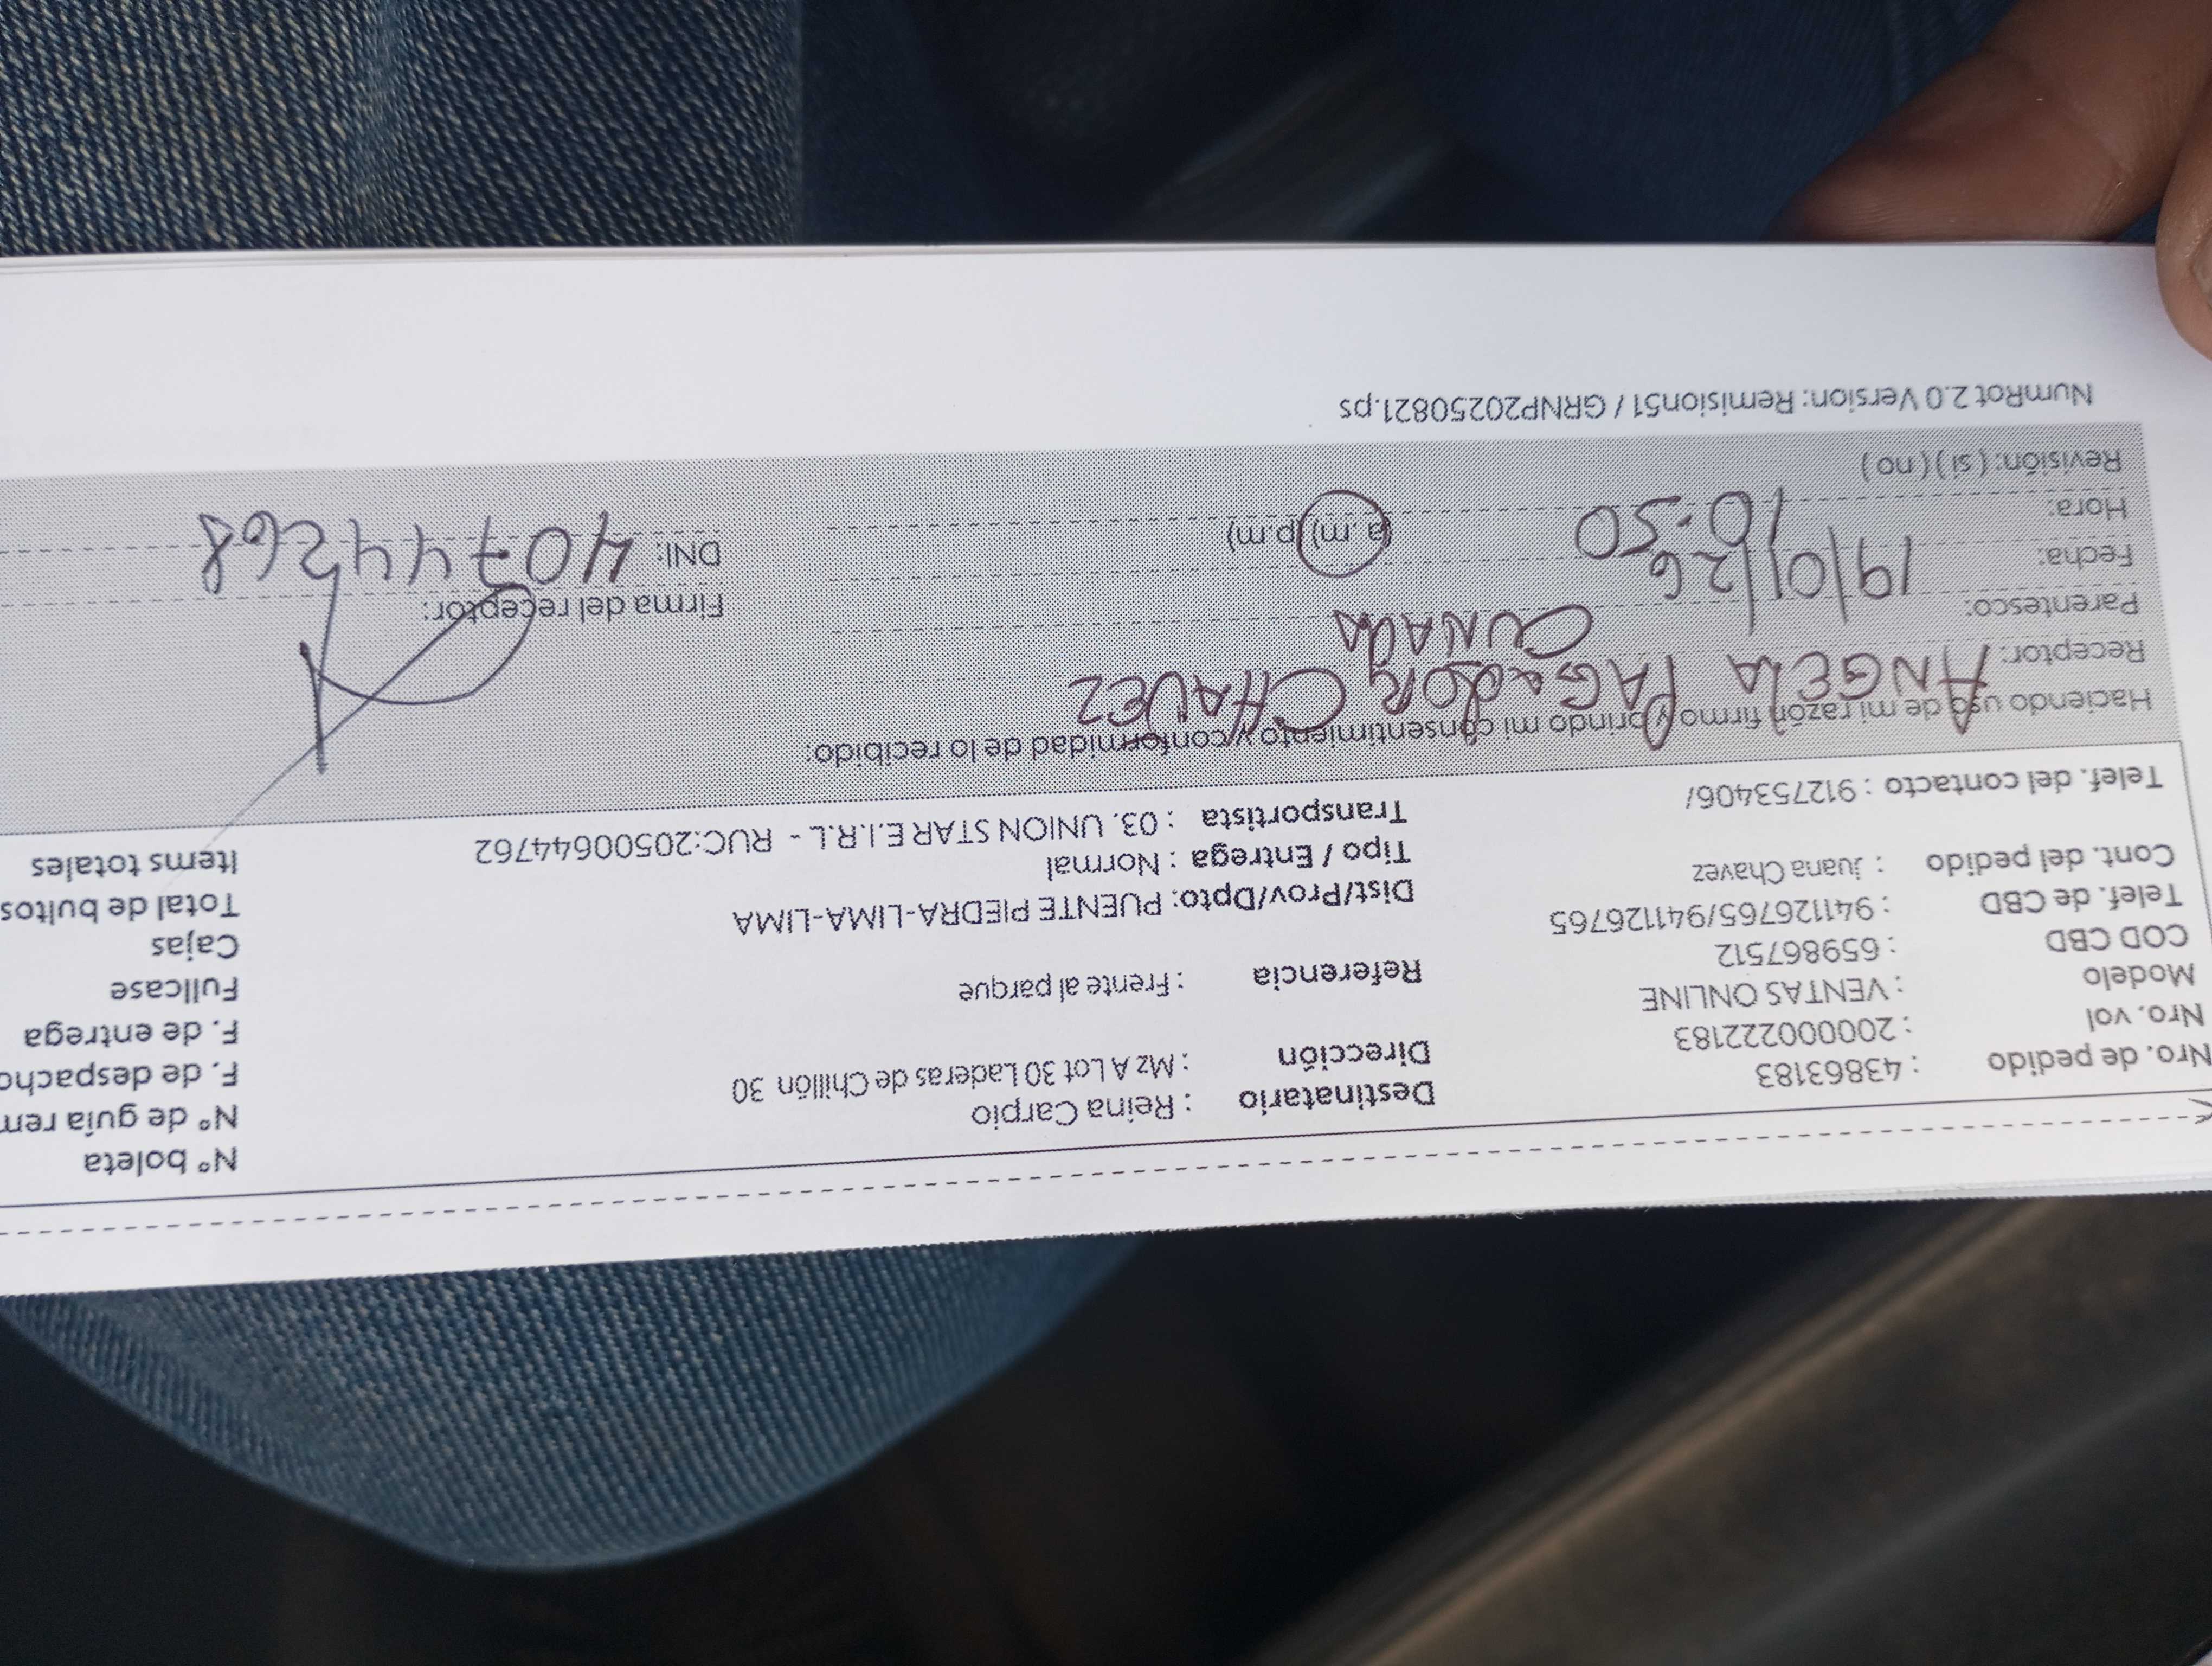 Nro. de pedido : 43863183
Nro. vol : 2000002222183
Modelo : VENTAS ONLINE
COD CBD : 659867512
Telef. de CBD : 941126765/941126765
Cont. del pedido : Juana Chavez
Telef. del contacto : 912753406/
Destinatario : Reina Carpio
Dirección : Mz A Lot 30 Laderas de Chillón 30
Referencia : Frente al parque
Dist/Prov/Dpto: PUENTE PIEDRA-LIMA-LIMA
Tipo / Entrega : Normal
Transportista : 03. UNION STAR E.I.R.L - RUC:20500644762
N° boleta
N° de guía rem
F. de despacho
F. de entrega
Fullcase
Cajas
Total de bultos
Items totales
Haciendo uso de mi razón firmo y brindo mi consentimiento y conformidad de lo recibido:
Receptor: ANGELA PAGADOR CHAVEZ
Parentesco: CUNADA
Fecha: 19/01/26
Hora: 10:50 (a.m) (p.m)
Revisión: ( si ) ( no )
Firma del receptor:
DNI: 40744268
NumRot 2.0 Version: Remision51 / GRNP20250821.ps